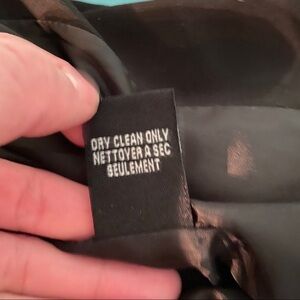 DRY CLEAN ONLY
NETTOYER A SEC
SEULEMENT